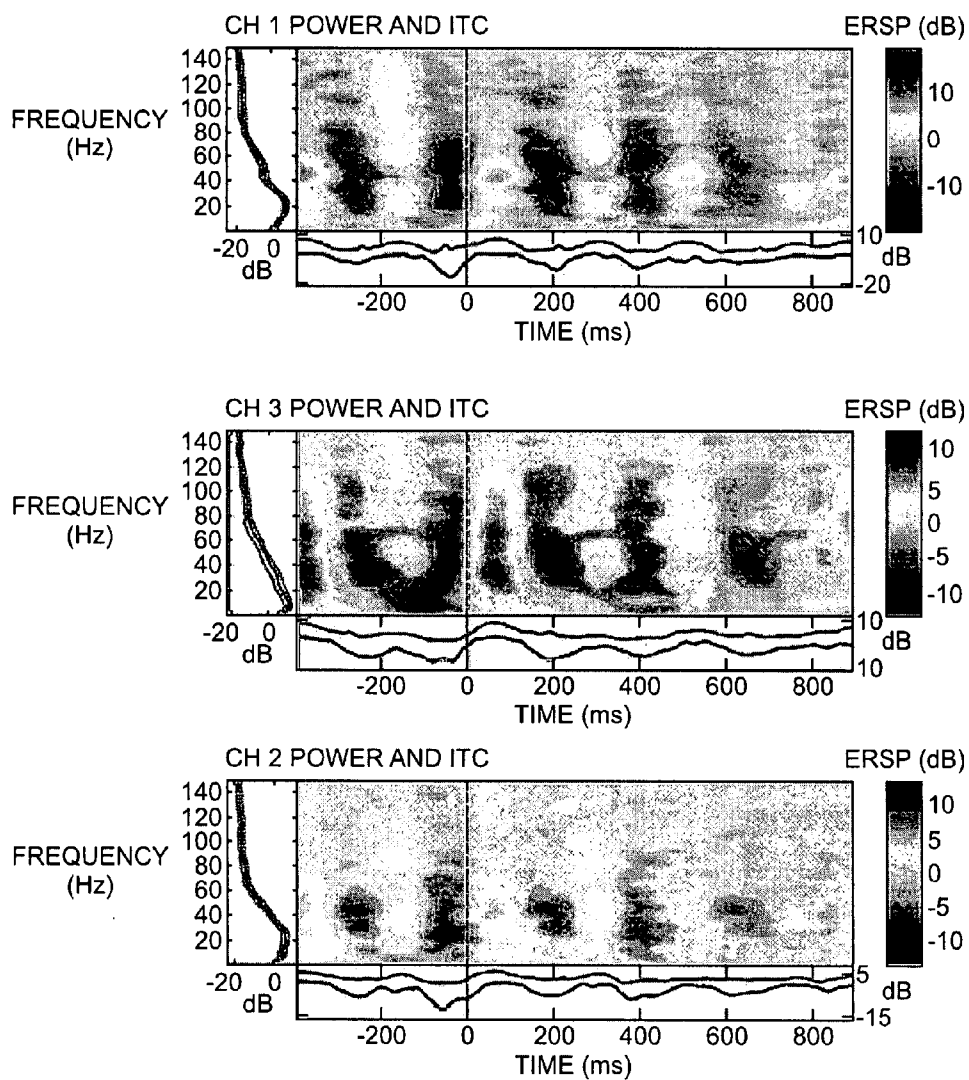 CH 1 POWER AND ITC
ERSP (dB)
FREQUENCY
(Hz)
140
120
100
80
60
40
20
10
0
-10
-20 0
dB
10
dB
-20
-200 0 200 400 600 800
TIME (ms)
CH 3 POWER AND ITC
ERSP (dB)
FREQUENCY
(Hz)
140
120
100
80
60
40
20
10
5
0
-5
-10
-20 0
dB
10
dB
10
-200 0 200 400 600 800
TIME (ms)
CH 2 POWER AND ITC
ERSP (dB)
FREQUENCY
(Hz)
140
120
100
80
60
40
20
10
5
0
-5
-10
-20 0
dB
5
dB
-15
-200 0 200 400 600 800
TIME (ms)